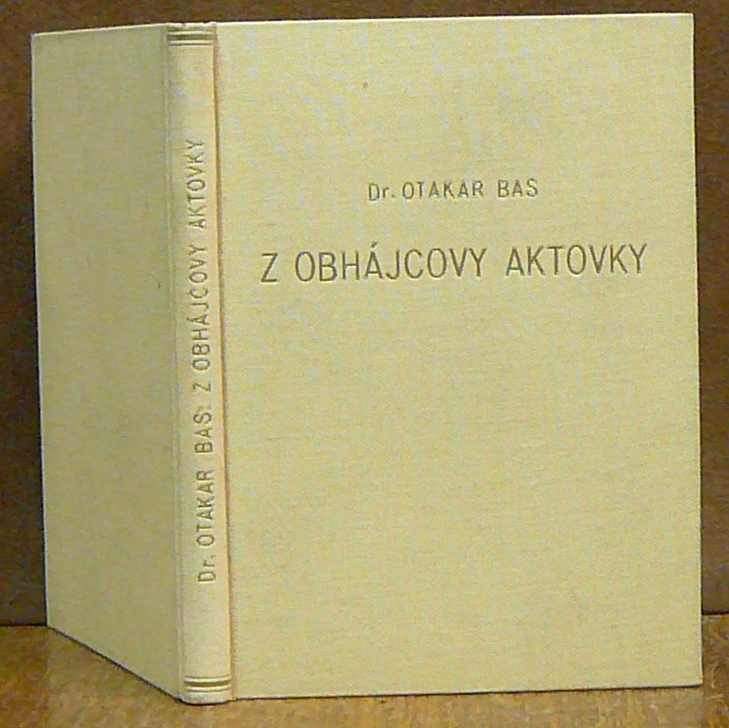 Dr. OTAKAR BAS
Z OBHÁJCOVY AKTOVKY
Dr. OTAKAR BAS: Z OBHÁJCOVY AKTOVKY